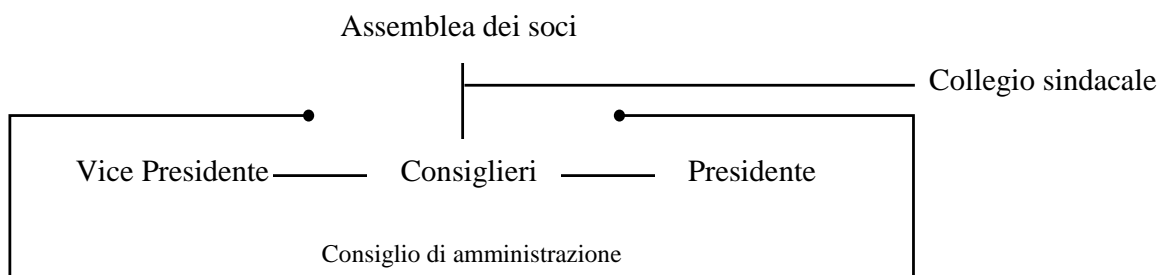 Assemblea dei soci
Collegio sindacale
Vice Presidente Consiglieri Presidente
Consiglio di amministrazione